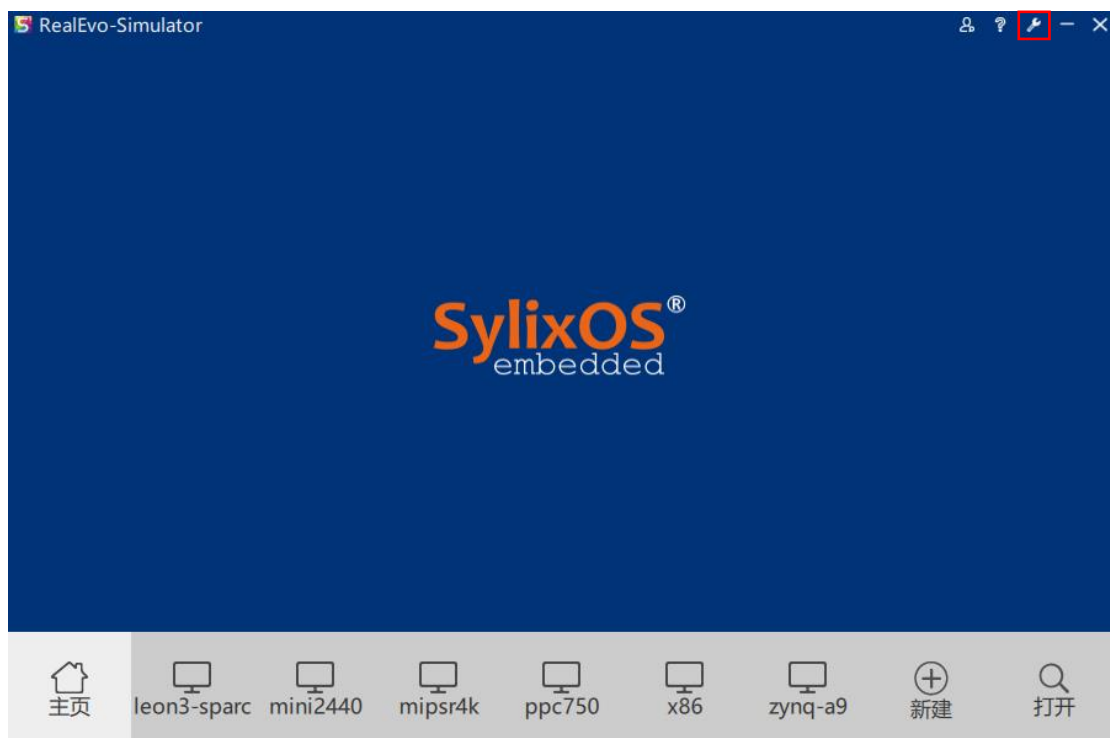 RealEvo-Simulator
SylixOS®
embedded
主页 leon3-sparc mini2440 mipsr4k ppc750 x86 zynq-a9 新建 打开